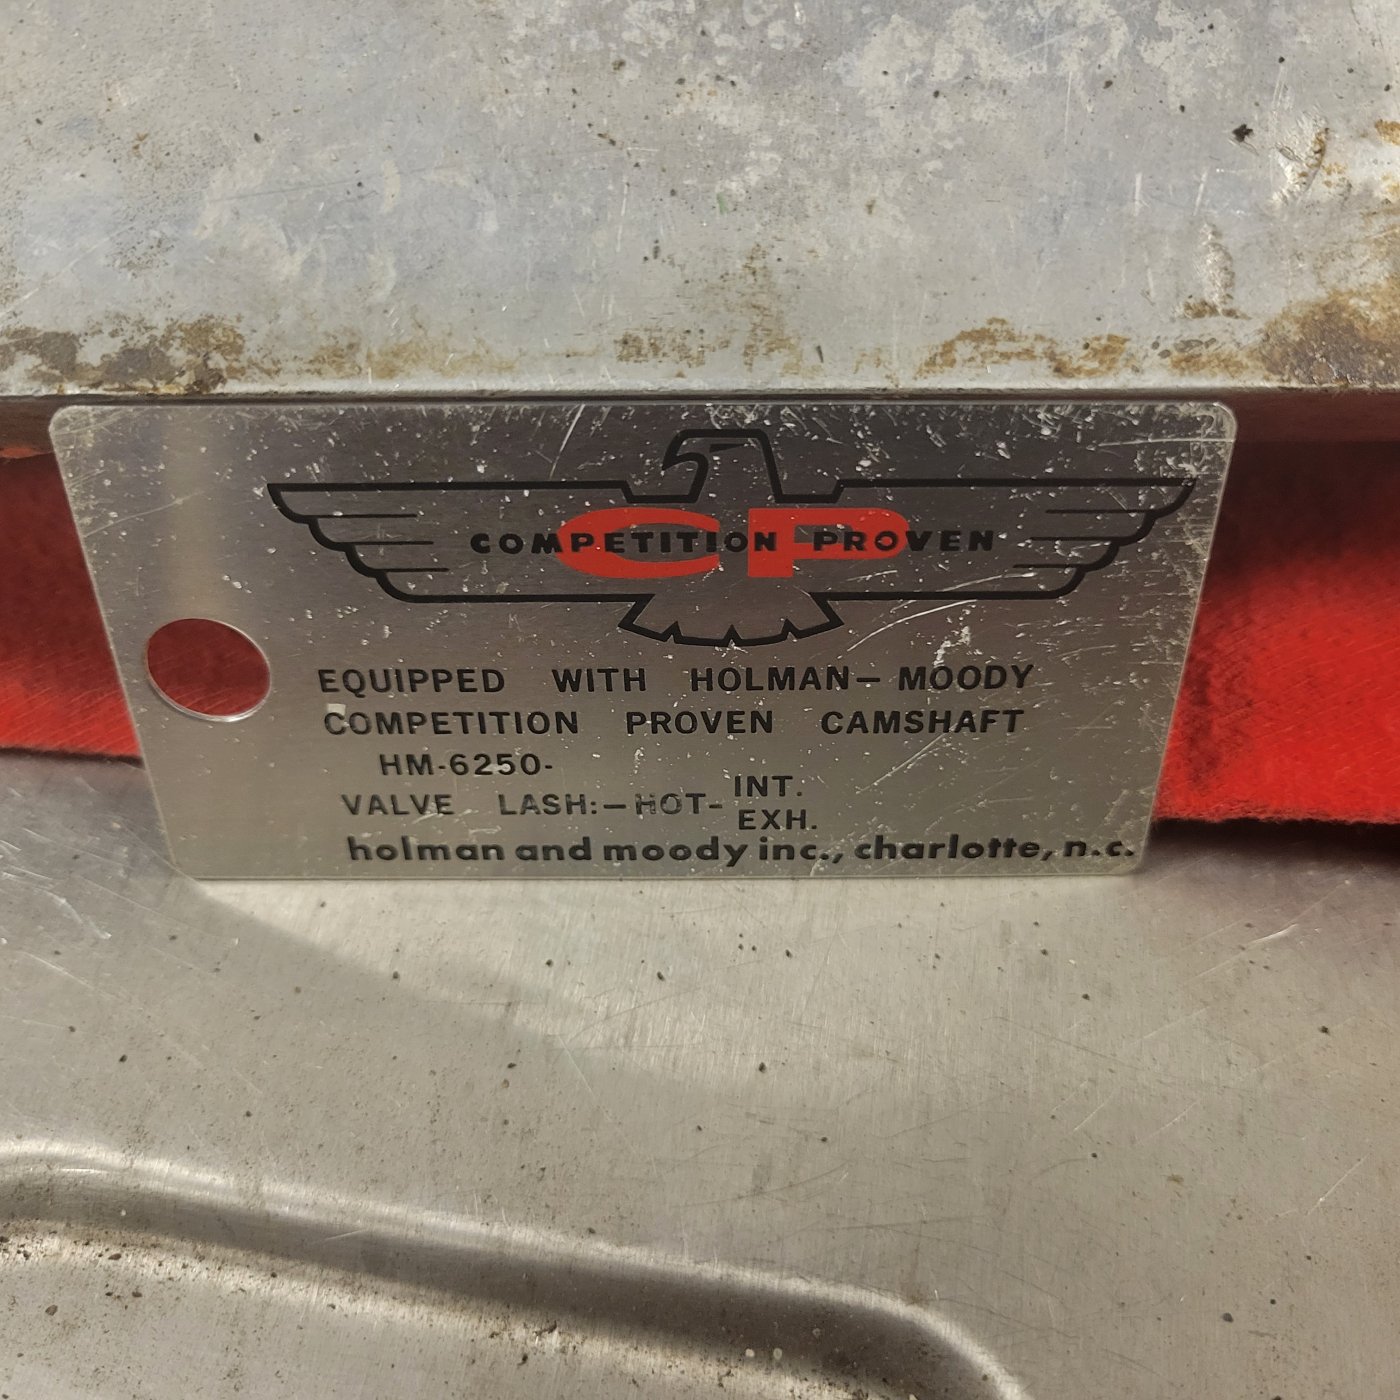 CP
COMPETITION PROVEN
EQUIPPED WITH HOLMAN-MOODY
COMPETITION PROVEN CAMSHAFT
HM-6250-
VALVE LASH:-HOT- INT.
EXH.
holman and moody inc., charlotte, n.c.